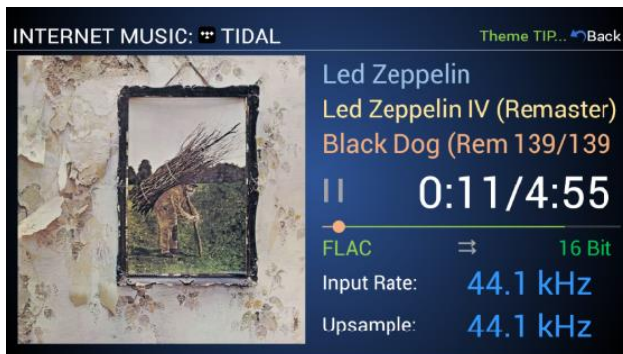 INTERNET MUSIC: TIDAL
Theme TIP... Back
Led Zeppelin
Led Zeppelin IV (Remaster)
Black Dog (Rem 139/139
0:11/4:55
FLAC 16 Bit
Input Rate: 44.1 kHz
Upsample: 44.1 kHz